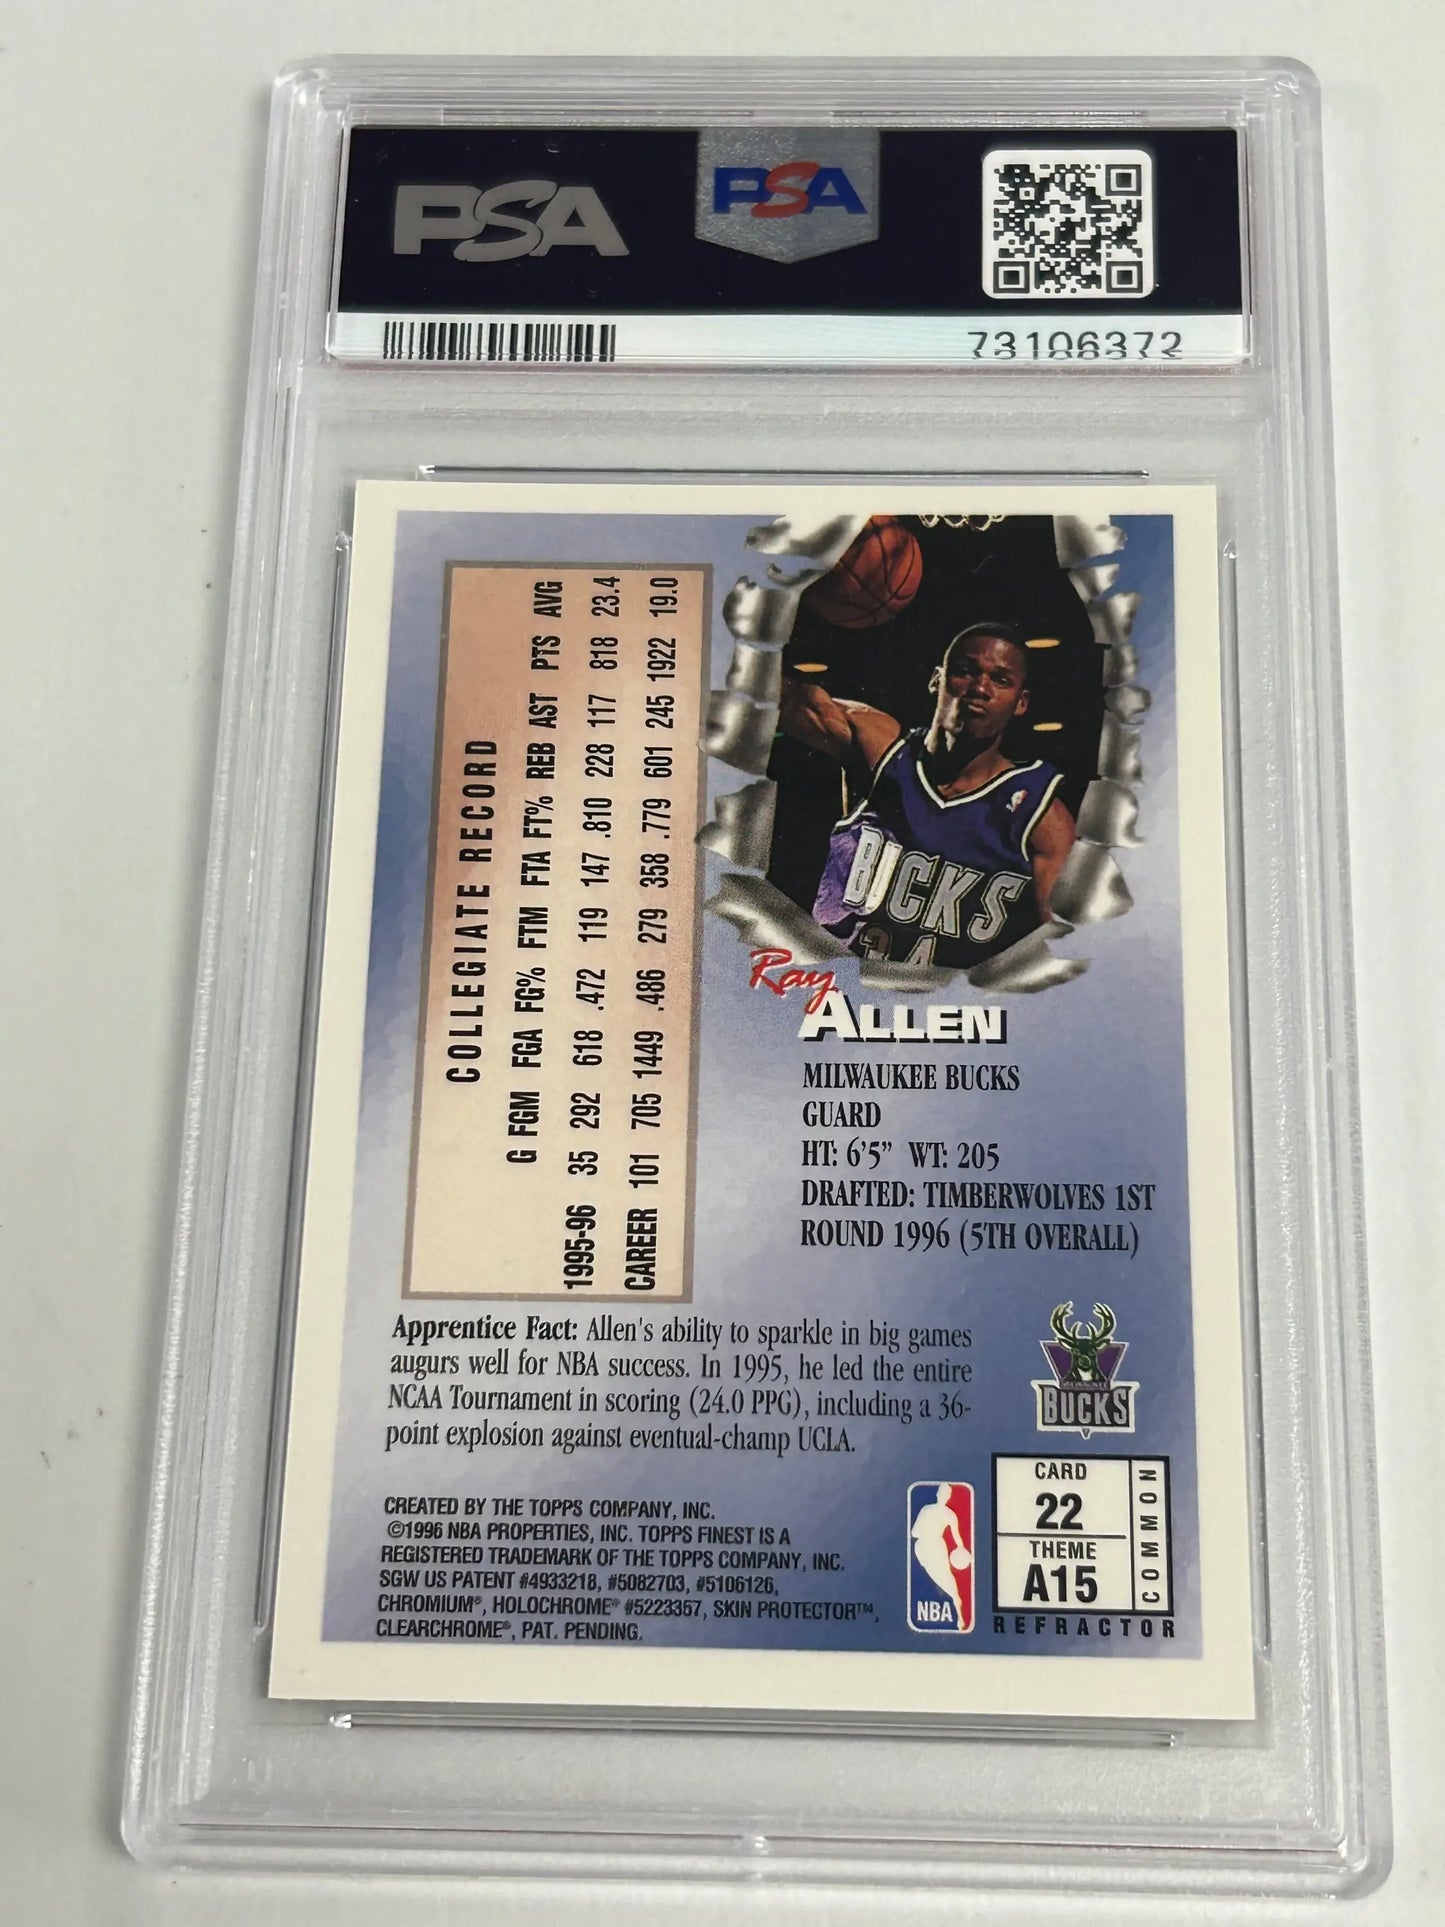 PSA
PSA
73106372
COLLEGIATE RECORD
G FGM FGA FG% FTM FTA FT% REB AST PTS AVG
1995-96 35 292 618 .472 119 147 .810 228 117 818 23.4
CAREER 101 705 1449 .486 279 358 .779 601 245 1922 19.0
BUCKS
34
Ray
ALLEN
MILWAUKEE BUCKS
GUARD
HT: 6'5" WT: 205
DRAFTED: TIMBERWOLVES 1ST
ROUND 1996 (5TH OVERALL)
Apprentice Fact: Allen's ability to sparkle in big games
augurs well for NBA success. In 1995, he led the entire
NCAA Tournament in scoring (24.0 PPG), including a 36-
point explosion against eventual-champ UCLA.
MILWAUKEE
BUCKS
CREATED BY THE TOPPS COMPANY, INC.
©1996 NBA PROPERTIES, INC. TOPPS FINEST IS A
REGISTERED TRADEMARK OF THE TOPPS COMPANY, INC.
SGW US PATENT #4933218, #5082703, #5106126,
CHROMIUM®, HOLOCHROME® #5223357, SKIN PROTECTOR™,
CLEARCHROME®, PAT. PENDING.
NBA
CARD
22
THEME
A15
COMMON
REFRACTOR